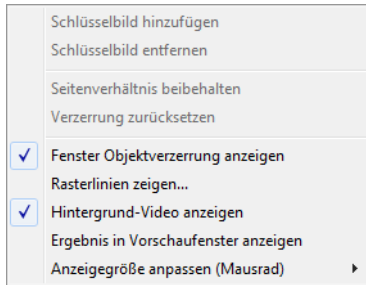 Schlüsselbild hinzufügen
Schlüsselbild entfernen
Seitenverhältnis beibehalten
Verzerrung zurücksetzen
Fenster Objektverzerrung anzeigen
Rasterlinien zeigen...
Hintergrund-Video anzeigen
Ergebnis in Vorschaufenster anzeigen
Anzeigegröße anpassen (Mausrad)